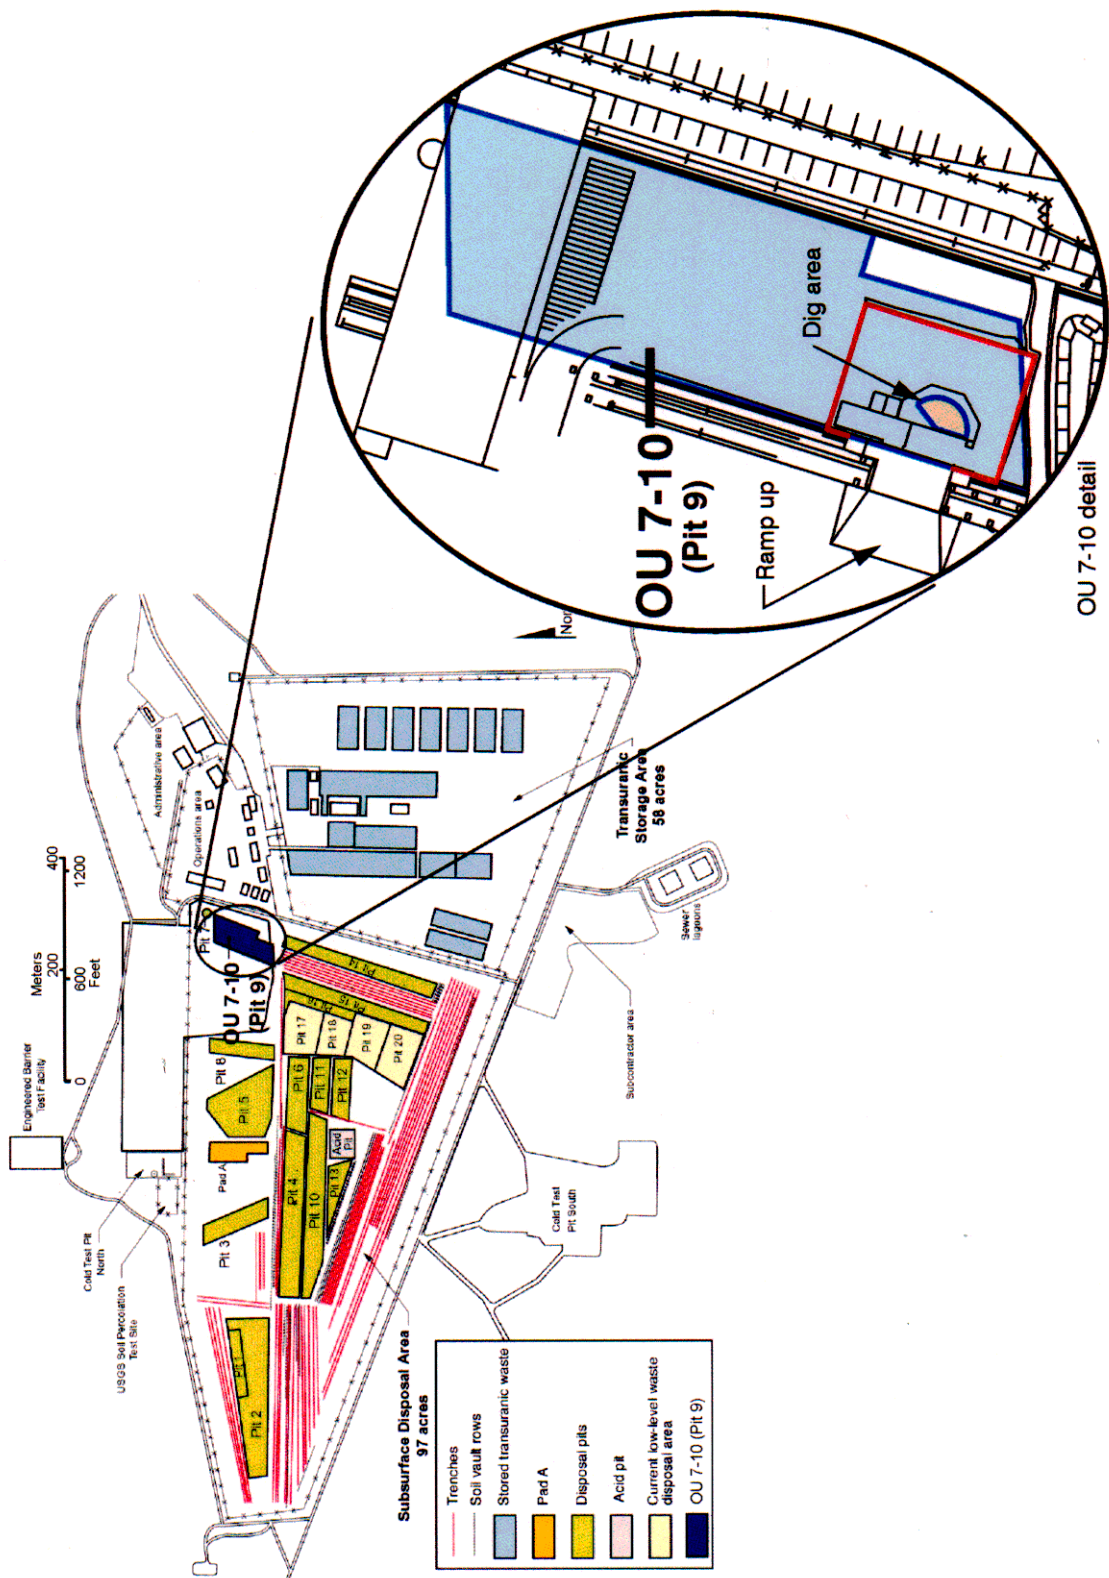 Engineered Barrier
Test Facility
Meters
0
200
400
0
600
1200
Feet
Cold Test Pit
North
USGS Soil Percolation
Test Site
Administrative area
Operations area
Pit 7
OU 7-10
(Pit 9)
Pit 8
Pit 5
Pad A
Pit 3
Pit 1
Pit 2
Pit 4
Pit 6
Pit 10
Pit 11
Pit 12
Pit 13
Acid
Pit
Pit 14
Pit 15
Pit 16
Pit 17
Pit 18
Pit 19
Pit 20
Transuranic
Storage Area
58 acres
Sewer
lagoons
Subcontractor area
Cold Test
Pit South
Subsurface Disposal Area
97 acres
Trenches
Soil vault rows
Stored transuranic waste
Pad A
Disposal pits
Acid pit
Current low-level waste
disposal area
OU 7-10 (Pit 9)
OU 7-10
(Pit 9)
Dig area
Ramp up
OU 7-10 detail